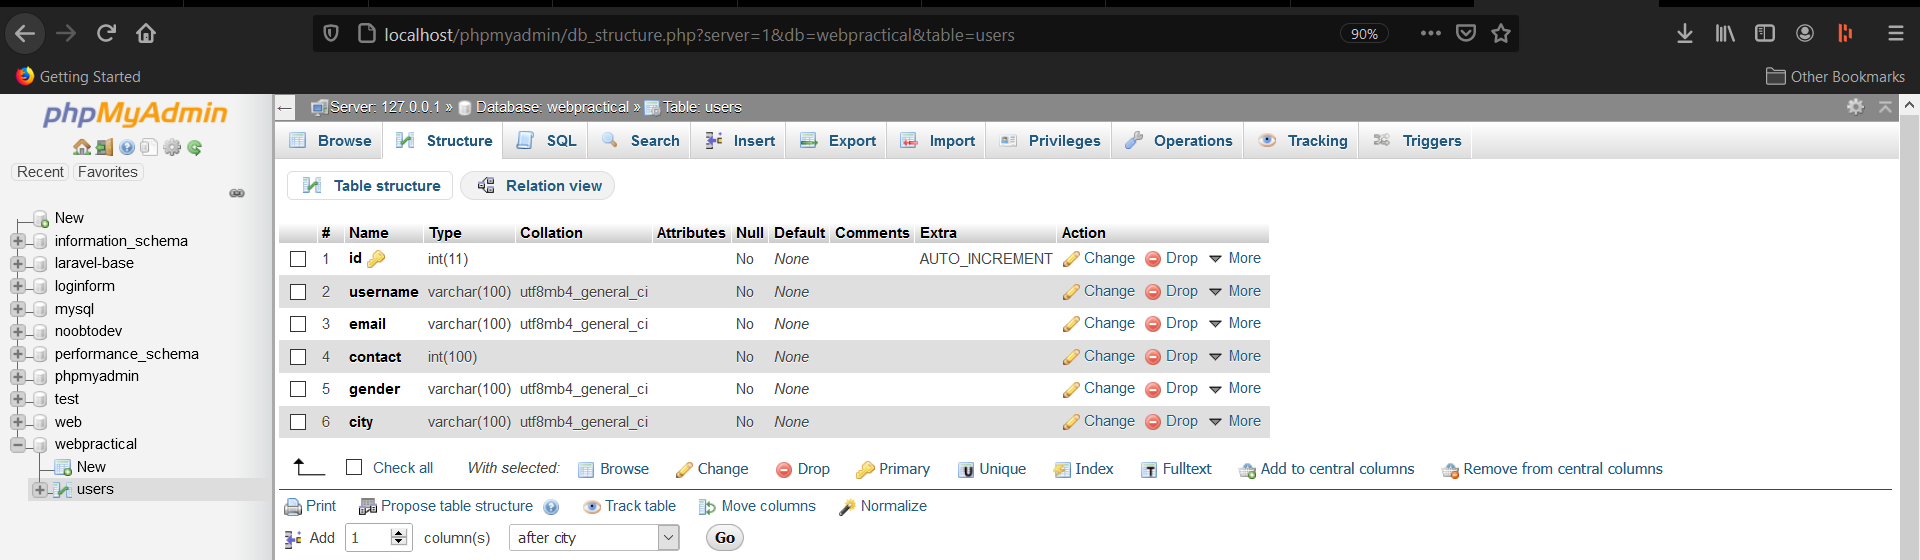 localhost/phpmyadmin/db_structure.php?server=1&db=webpractical&table=users 90%
Getting Started Other Bookmarks
phpMyAdmin
Recent Favorites
New
information_schema
laravel-base
loginform
mysql
noobtodev
performance_schema
phpmyadmin
test
web
webpractical
New
users
Server: 127.0.0.1 » Database: webpractical » Table: users
Browse Structure SQL Search Insert Export Import Privileges Operations Tracking Triggers
Table structure Relation view
# Name Type Collation Attributes Null Default Comments Extra Action
1 id int(11) No None AUTO_INCREMENT Change Drop More
2 username varchar(100) utf8mb4_general_ci No None Change Drop More
3 email varchar(100) utf8mb4_general_ci No None Change Drop More
4 contact int(100) No None Change Drop More
5 gender varchar(100) utf8mb4_general_ci No None Change Drop More
6 city varchar(100) utf8mb4_general_ci No None Change Drop More
Check all With selected: Browse Change Drop Primary Unique Index Fulltext Add to central columns Remove from central columns
Print Propose table structure Track table Move columns Normalize
Add 1 column(s) after city Go